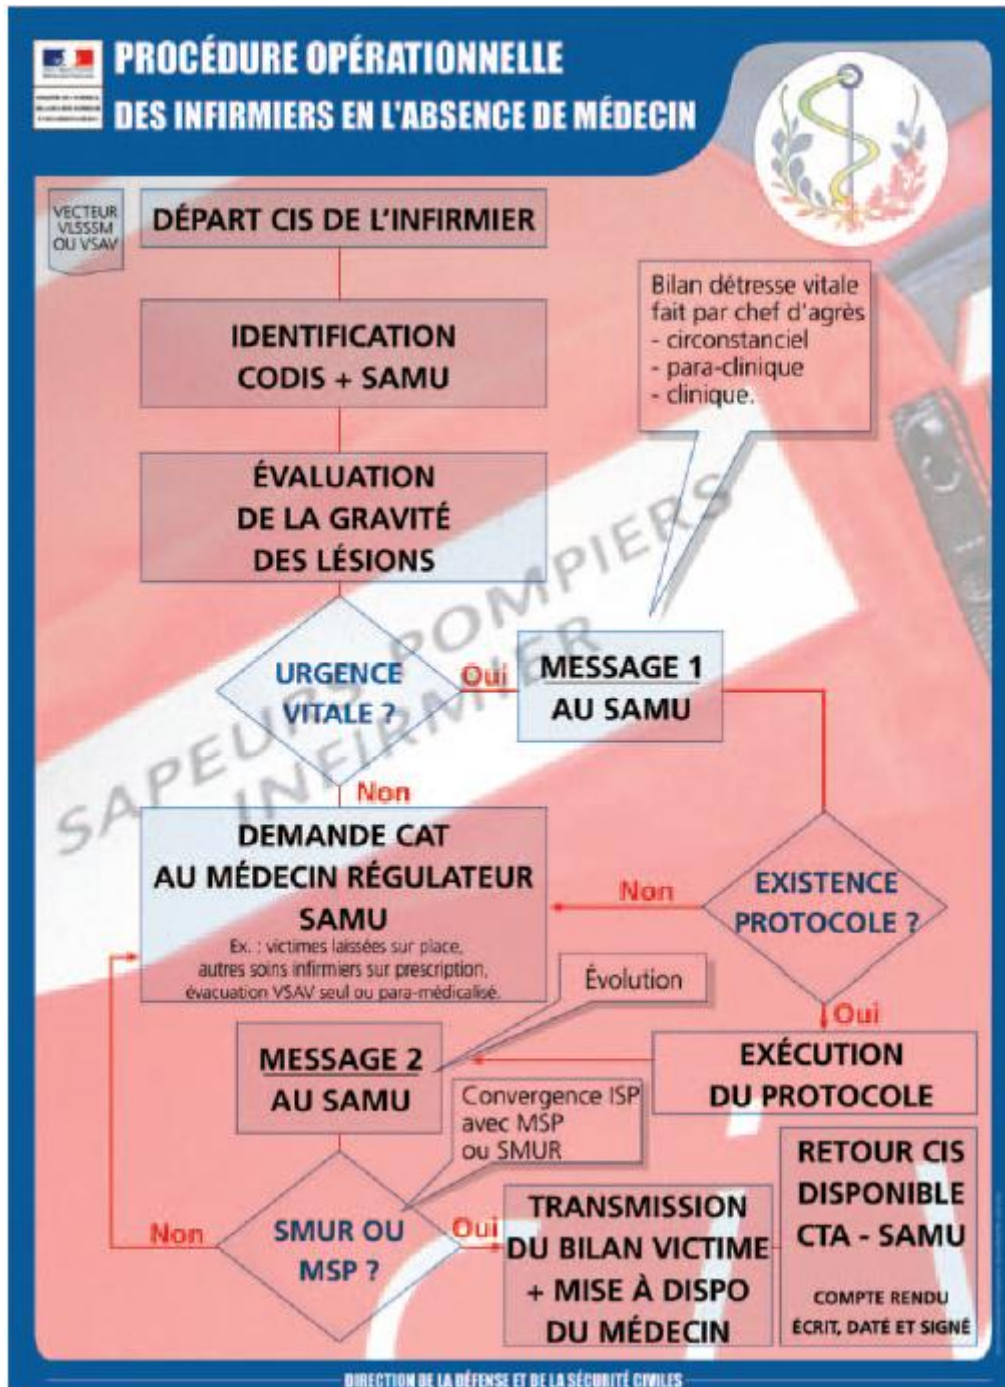 PROCÉDURE OPÉRATIONNELLE
DES INFIRMIERS EN L'ABSENCE DE MÉDECIN
VECTEUR
VLSSSM
OU VSAV
DÉPART CIS DE L'INFIRMIER
IDENTIFICATION
CODIS + SAMU
Bilan détresse vitale
fait par chef d'agrès
- circonstanciel
- para-clinique
- clinique.
ÉVALUATION
DE LA GRAVITÉ
DES LÉSIONS
SAPEURS POMPIERS
INFIRMIER
URGENCE
VITALE ?
Oui
MESSAGE 1
AU SAMU
Non
DEMANDE CAT
AU MÉDECIN RÉGULATEUR
SAMU
Ex. : victimes laissées sur place,
autres soins infirmiers sur prescription,
évacuation VSAV seul ou para-médicalisé.
Non
EXISTENCE
PROTOCOLE ?
Oui
EXÉCUTION
DU PROTOCOLE
Évolution
MESSAGE 2
AU SAMU
Convergence ISP
avec MSP
ou SMUR
Non
SMUR OU
MSP ?
Oui
TRANSMISSION
DU BILAN VICTIME
+ MISE À DISPO
DU MÉDECIN
RETOUR CIS
DISPONIBLE
CTA - SAMU
COMPTE RENDU
ÉCRIT, DATÉ ET SIGNÉ
DIRECTION DE LA DÉFENSE ET DE LA SÉCURITÉ CIVILES